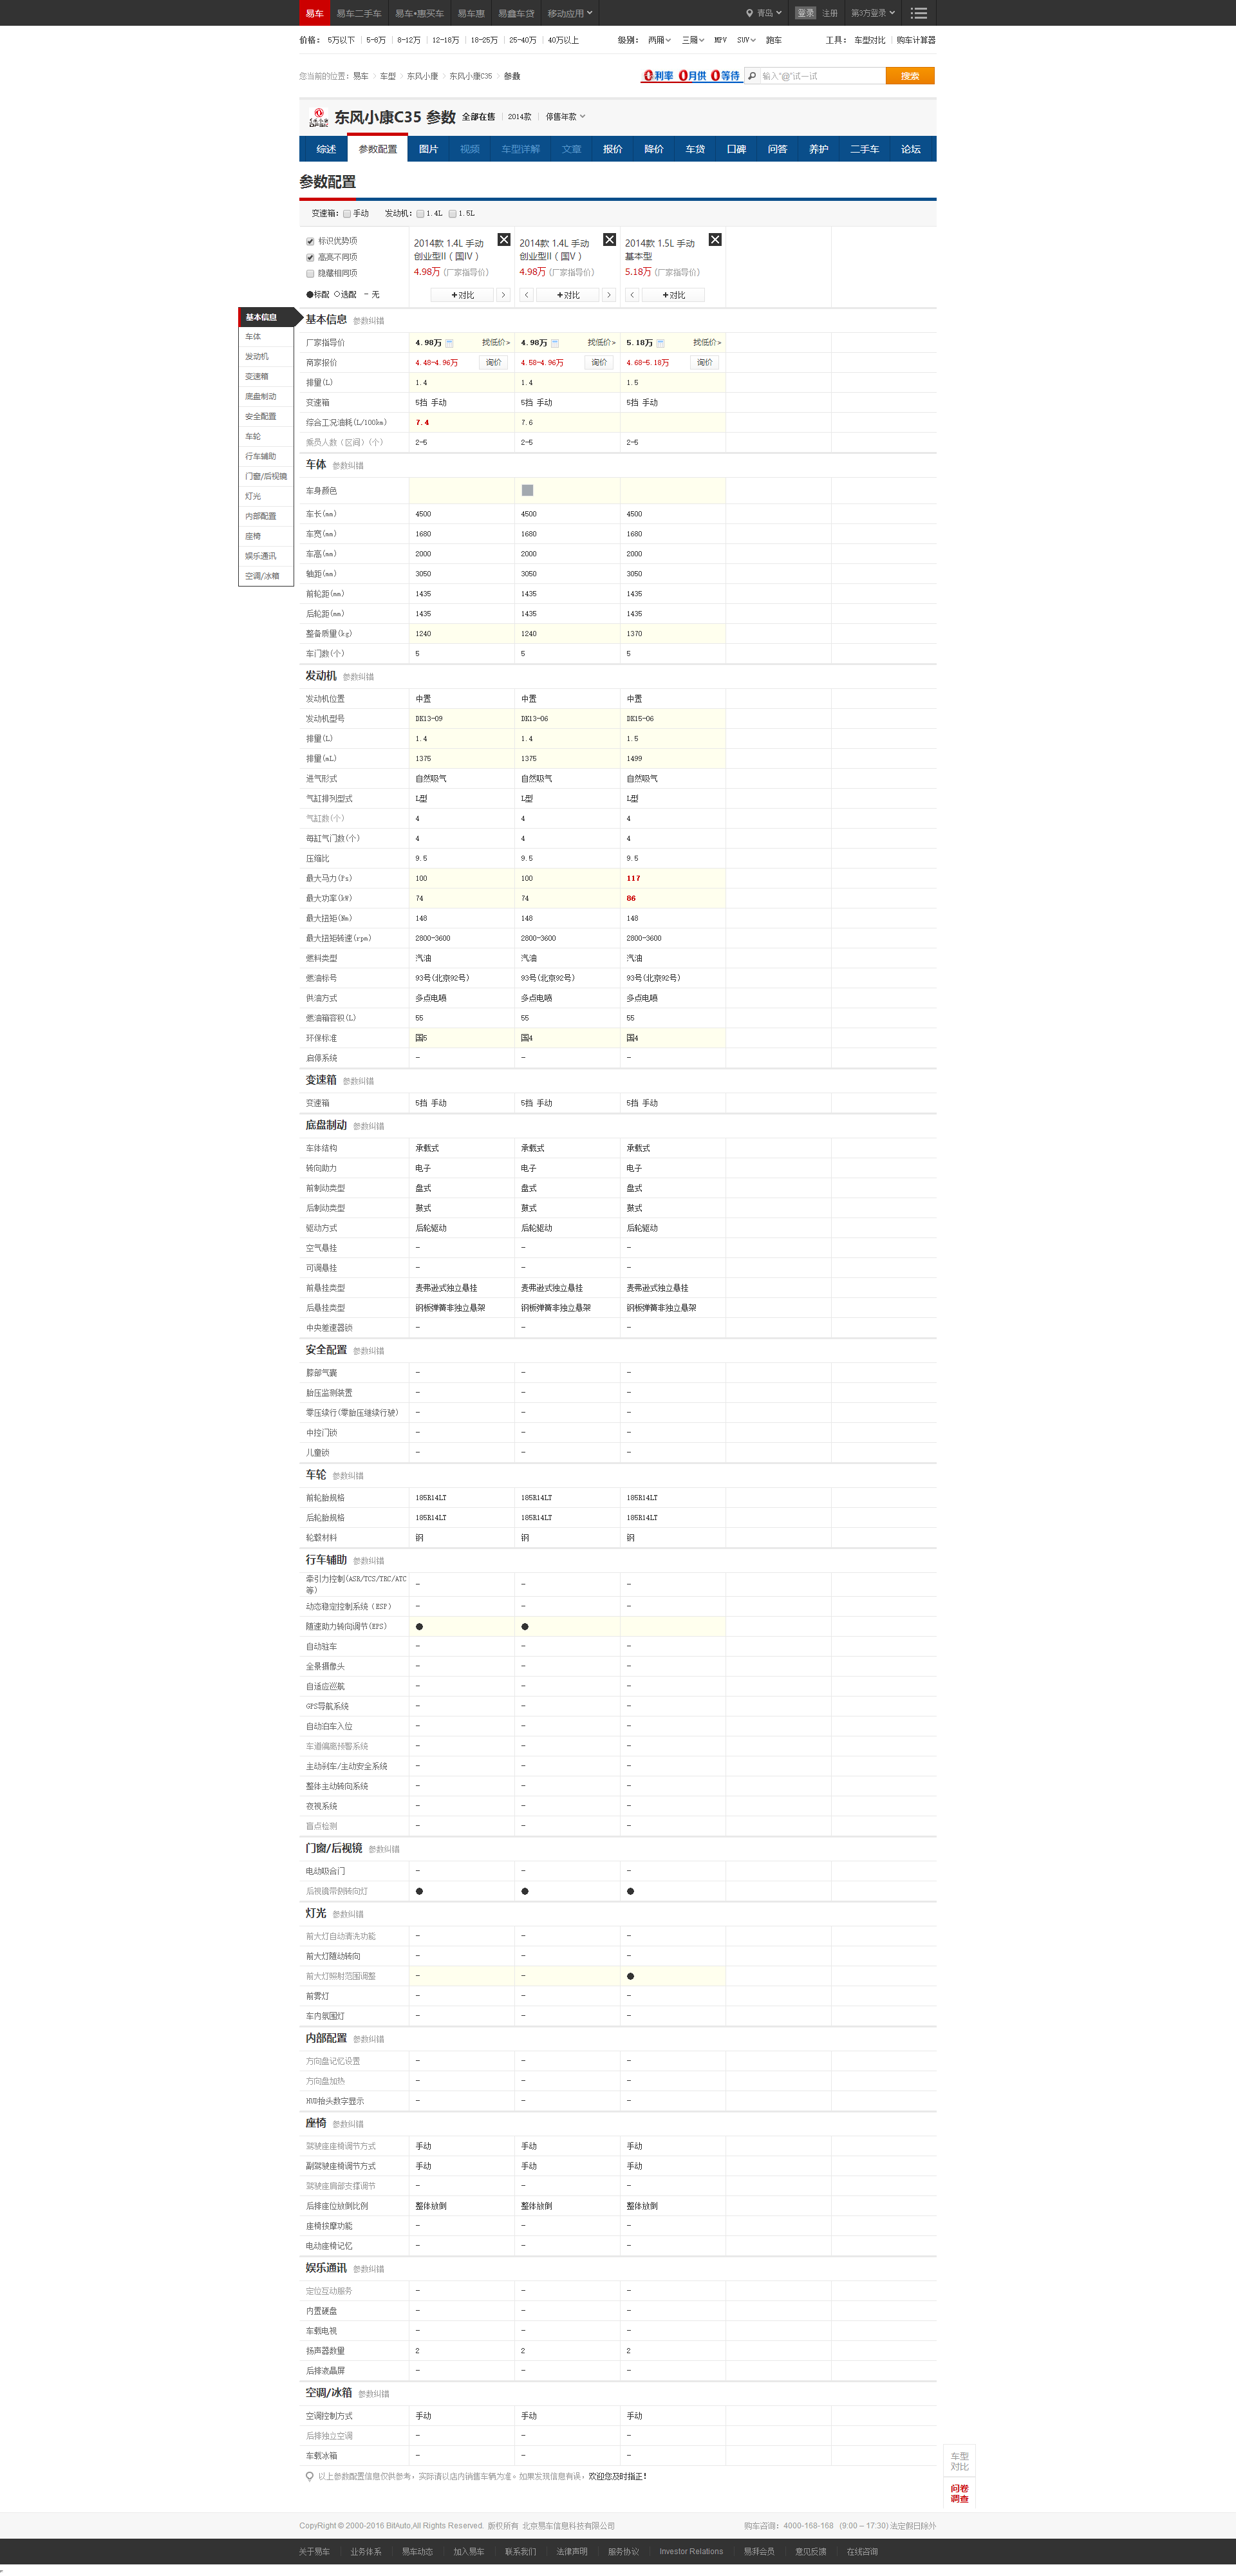 易车 易车二手车 易车•惠买车 易车惠 易鑫车贷 移动应用 青岛 登录 注册 第3方登录
价格： 5万以下 5-8万 8-12万 12-18万 18-25万 25-40万 40万以上 级别： 两厢 三厢 MPV SUV 跑车 工具： 车型对比 购车计算器
您当前的位置：易车 > 车型 > 东风小康 > 东风小康C35 > 参数 0利率 0月供 0等待 输入"@"试一试 搜索
东风小康C35 参数 全部在售 2014款 停售年款
综述 参数配置 图片 视频 车型详解 文章 报价 降价 车贷 口碑 问答 养护 二手车 论坛
参数配置
变速箱： 手动 发动机： 1.4L 1.5L
标识优势项
高亮不同项
隐藏相同项
●标配 ○选配 - 无
2014款 1.4L 手动 创业型II（国IV）
4.98万 (厂家指导价)
+对比 >
2014款 1.4L 手动 创业型II（国V）
4.98万 (厂家指导价)
< +对比 >
2014款 1.5L 手动 基本型
5.18万 (厂家指导价)
< +对比
基本信息
车体
发动机
变速箱
底盘制动
安全配置
车轮
行车辅助
门窗/后视镜
灯光
内部配置
座椅
娱乐通讯
空调/冰箱
基本信息 参数纠错
厂家指导价 4.98万 找低价> 4.98万 找低价> 5.18万 找低价>
商家报价 4.48-4.96万 询价 4.58-4.96万 询价 4.68-5.18万 询价
排量(L) 1.4 1.4 1.5
变速箱 5挡 手动 5挡 手动 5挡 手动
综合工况油耗(L/100km) 7.4 7.6
乘员人数（区间）(个) 2-5 2-5 2-5
车体 参数纠错
车身颜色
车长(mm) 4500 4500 4500
车宽(mm) 1680 1680 1680
车高(mm) 2000 2000 2000
轴距(mm) 3050 3050 3050
前轮距(mm) 1435 1435 1435
后轮距(mm) 1435 1435 1435
整备质量(kg) 1240 1240 1370
车门数(个) 5 5 5
发动机 参数纠错
发动机位置 中置 中置 中置
发动机型号 DK13-09 DK13-06 DK15-06
排量(L) 1.4 1.4 1.5
排量(mL) 1375 1375 1499
进气形式 自然吸气 自然吸气 自然吸气
气缸排列型式 L型 L型 L型
气缸数(个) 4 4 4
每缸气门数(个) 4 4 4
压缩比 9.5 9.5 9.5
最大马力(Ps) 100 100 117
最大功率(kW) 74 74 86
最大扭矩(Nm) 148 148 148
最大扭矩转速(rpm) 2800-3600 2800-3600 2800-3600
燃料类型 汽油 汽油 汽油
燃油标号 93号(北京92号) 93号(北京92号) 93号(北京92号)
供油方式 多点电喷 多点电喷 多点电喷
燃油箱容积(L) 55 55 55
环保标准 国5 国4 国4
启停系统 - - -
变速箱 参数纠错
变速箱 5挡 手动 5挡 手动 5挡 手动
底盘制动 参数纠错
车体结构 承载式 承载式 承载式
转向助力 电子 电子 电子
前制动类型 盘式 盘式 盘式
后制动类型 鼓式 鼓式 鼓式
驱动方式 后轮驱动 后轮驱动 后轮驱动
空气悬挂 - - -
可调悬挂 - - -
前悬挂类型 麦弗逊式独立悬挂 麦弗逊式独立悬挂 麦弗逊式独立悬挂
后悬挂类型 钢板弹簧非独立悬架 钢板弹簧非独立悬架 钢板弹簧非独立悬架
中央差速器锁 - - -
安全配置 参数纠错
膝部气囊 - - -
胎压监测装置 - - -
零压续行(零胎压继续行驶) - - -
中控门锁 - - -
儿童锁 - - -
车轮 参数纠错
前轮胎规格 185R14LT 185R14LT 185R14LT
后轮胎规格 185R14LT 185R14LT 185R14LT
轮毂材料 钢 钢 钢
行车辅助 参数纠错
牵引力控制(ASR/TCS/TRC/ATC等) - - -
动态稳定控制系统（ESP） - - -
随速助力转向调节(EPS) ● ●
自动驻车 - - -
全景摄像头 - - -
自适应巡航 - - -
GPS导航系统 - - -
自动泊车入位 - - -
车道偏离预警系统 - - -
主动刹车/主动安全系统 - - -
整体主动转向系统 - - -
夜视系统 - - -
盲点检测 - - -
门窗/后视镜 参数纠错
电动吸合门 - - -
后视镜带侧转向灯 ● ● ●
灯光 参数纠错
前大灯自动清洗功能 - - -
前大灯随动转向 - - -
前大灯照射范围调整 - - ●
前雾灯 - - -
车内氛围灯 - - -
内部配置 参数纠错
方向盘记忆设置 - - -
方向盘加热 - - -
HUD抬头数字显示 - - -
座椅 参数纠错
驾驶座座椅调节方式 手动 手动 手动
副驾驶座椅调节方式 手动 手动 手动
驾驶座肩部支撑调节 - - -
后排座位放倒比例 整体放倒 整体放倒 整体放倒
座椅按摩功能 - - -
电动座椅记忆 - - -
娱乐通讯 参数纠错
定位互动服务 - - -
内置硬盘 - - -
车载电视 - - -
扬声器数量 2 2 2
后排液晶屏 - - -
空调/冰箱 参数纠错
空调控制方式 手动 手动 手动
后排独立空调 - - -
车载冰箱 - - -
以上参数配置信息仅供参考，实际请以店内销售车辆为准。如果发现信息有误，欢迎您及时指正！
车型对比
问卷调查
CopyRight © 2000-2016 BitAuto,All Rights Reserved. 版权所有 北京易车信息科技有限公司 购车咨询：4000-168-168 (9:00 – 17:30) 法定假日除外
关于易车 业务体系 易车动态 加入易车 联系我们 法律声明 服务协议 Investor Relations 易湃会员 意见反馈 在线咨询